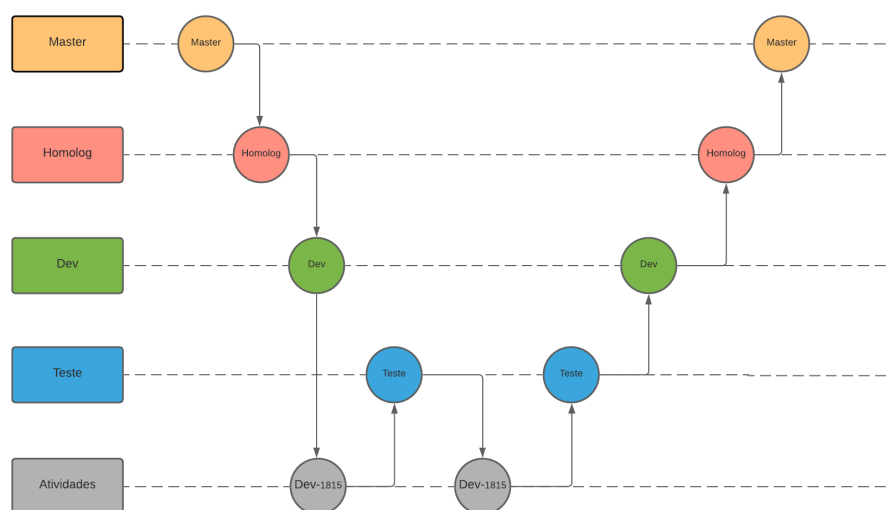 Master
Master
Master
Homolog
Homolog
Homolog
Dev
Dev
Dev
Teste
Teste
Teste
Atividades
Dev-1815
Dev-1815